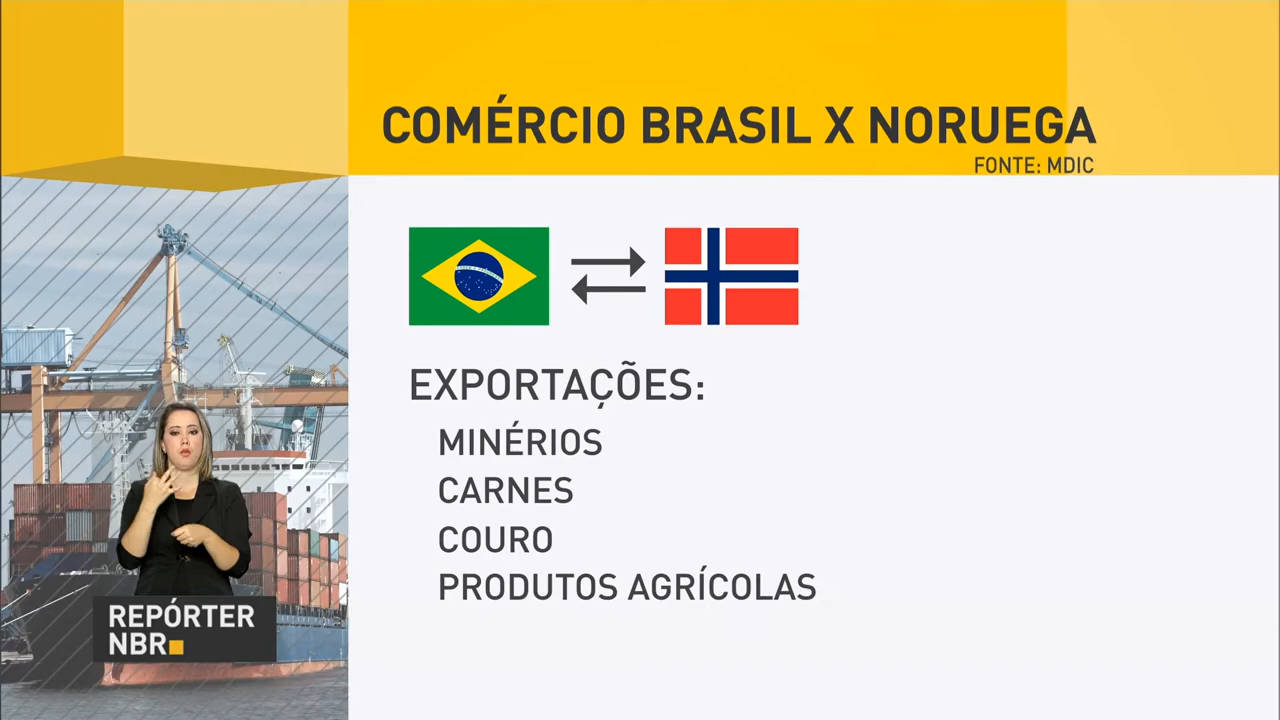 COMÉRCIO BRASIL X NORUEGA
FONTE: MDIC
EXPORTAÇÕES:
MINÉRIOS
CARNES
COURO
PRODUTOS AGRÍCOLAS
REPÓRTER
NBR